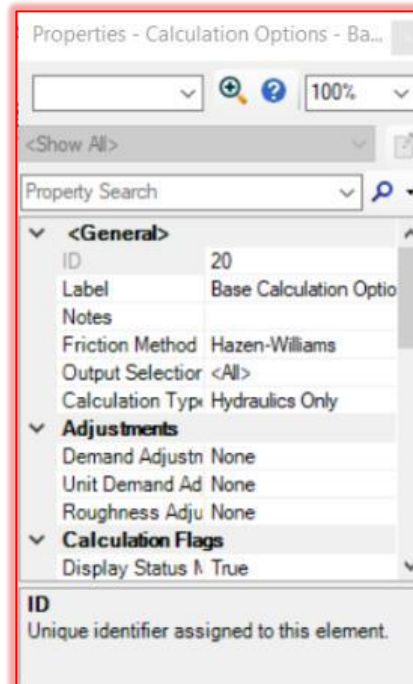 Properties - Calculation Options - Ba...
100%
<Show All>
Property Search
<General>
ID 20
Label Base Calculation Optio
Notes
Friction Method Hazen-Williams
Output Selection <All>
Calculation Type Hydraulics Only
Adjustments
Demand Adjustn None
Unit Demand Ad None
Roughness Adju None
Calculation Flags
Display Status M True
ID
Unique identifier assigned to this element.